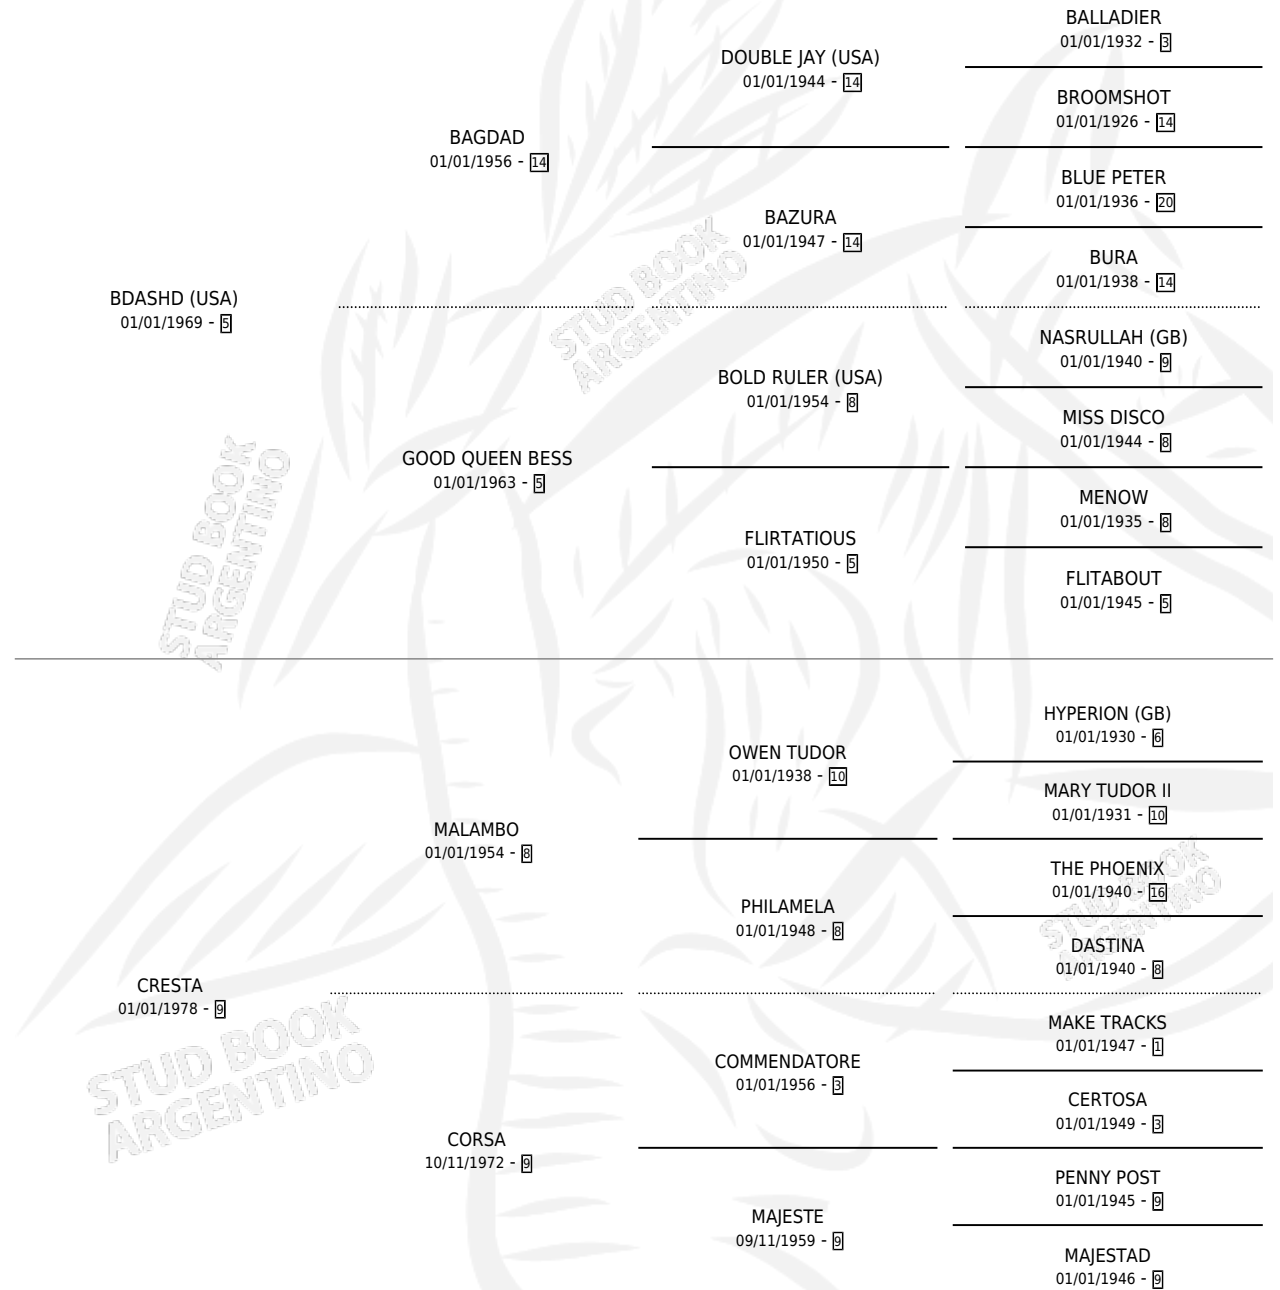 BALLADIER
01/01/1932 - 3
DOUBLE JAY (USA)
01/01/1944 - 14
BROOMSHOT
01/01/1926 - 14
BAGDAD
01/01/1956 - 14
BLUE PETER
01/01/1936 - 20
BAZURA
01/01/1947 - 14
BURA
01/01/1938 - 14
BDASHD (USA)
01/01/1969 - 5
STUD BOOK
ARGENTINO
NASRULLAH (GB)
01/01/1940 - 9
BOLD RULER (USA)
01/01/1954 - 8
MISS DISCO
01/01/1944 - 8
GOOD QUEEN BESS
01/01/1963 - 5
MENOW
01/01/1935 - 8
FLIRTATIOUS
01/01/1950 - 5
FLITABOUT
01/01/1945 - 5
STUD BOOK
ARGENTINO
HYPERION (GB)
01/01/1930 - 6
OWEN TUDOR
01/01/1938 - 10
MARY TUDOR II
01/01/1931 - 10
MALAMBO
01/01/1954 - 8
THE PHOENIX
01/01/1940 - 16
PHILAMELA
01/01/1948 - 8
STUD BOOK
ARGENTINO
DASTINA
01/01/1940 - 8
CRESTA
01/01/1978 - 9
MAKE TRACKS
01/01/1947 - 1
STUD BOOK
ARGENTINO
COMMENDATORE
01/01/1956 - 3
CERTOSA
01/01/1949 - 3
CORSA
10/11/1972 - 9
PENNY POST
01/01/1945 - 9
MAJESTE
09/11/1959 - 9
MAJESTAD
01/01/1946 - 9